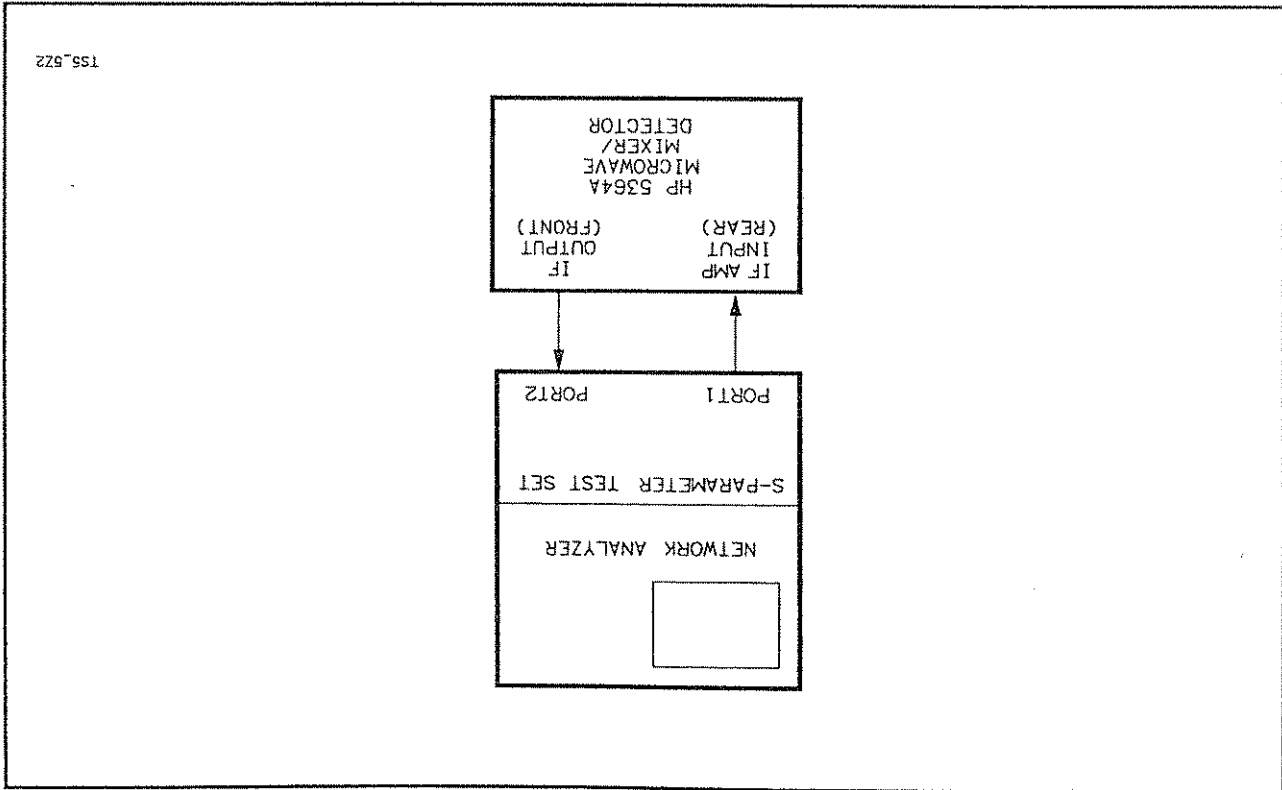 NETWORK ANALYZER
S-PARAMETER TEST SET
PORT1 PORT2
IF AMP
INPUT
(REAR)
IF
OUTPUT
(FRONT)
HP 5364A
MICROWAVE
MIXER/
DETECTOR
TS5_5Z2